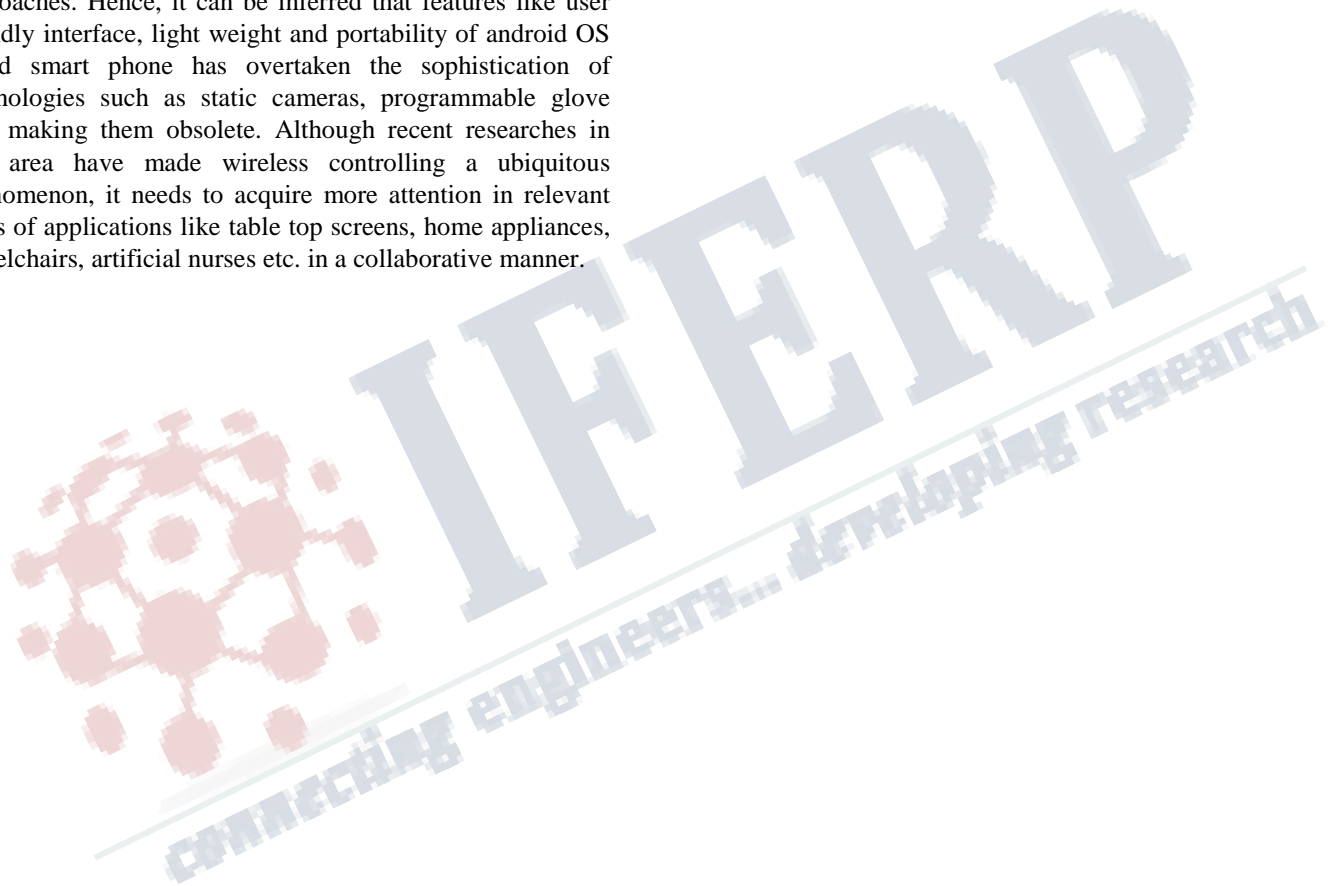 oaches. Hence, it can be inferred that features like user
dly interface, light weight and portability of android OS
d smart phone has overtaken the sophistication of
nologies such as static cameras, programmable glove
making them obsolete. Although recent researches in
area have made wireless controlling a ubiquitous
nomenon, it needs to acquire more attention in relevant
s of applications like table top screens, home appliances,
elchairs, artificial nurses etc. in a collaborative manner.
IFERP
connecting engineers... developing research